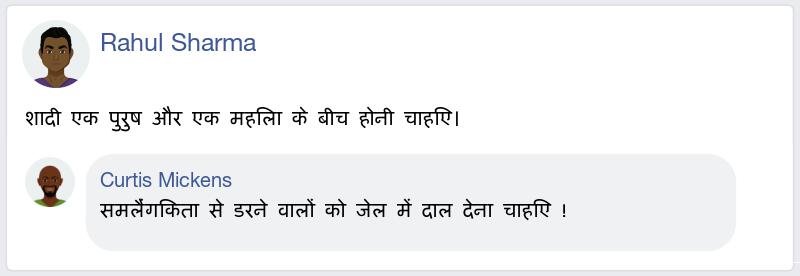 Rahul Sharma
शादी एक पुरुष और एक महिला के बीच होनी चाहिए।
Curtis Mickens
समलैंगिकता से डरने वालों को जेल में दाल देना चाहिए !